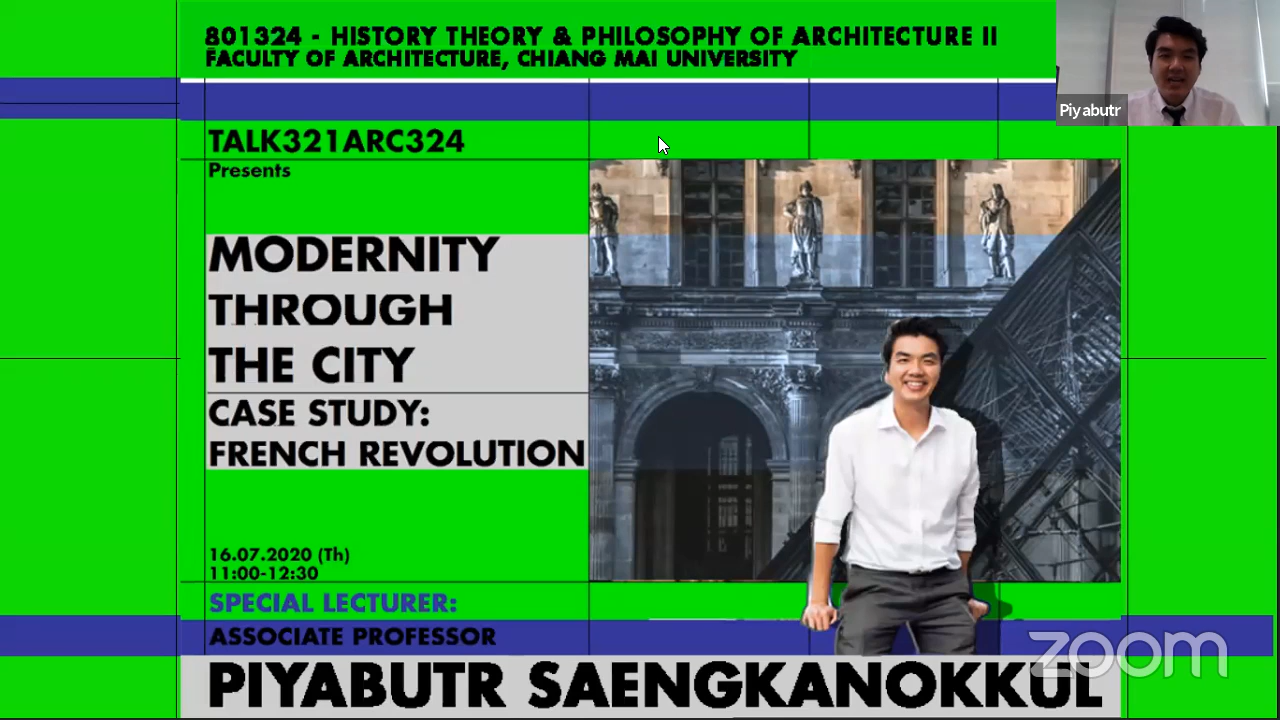 801324 - HISTORY THEORY & PHILOSOPHY OF ARCHITECTURE II
FACULTY OF ARCHITECTURE, CHIANG MAI UNIVERSITY
Piyabutr
TALK321ARC324
Presents
MODERNITY
THROUGH
THE CITY
CASE STUDY:
FRENCH REVOLUTION
16.07.2020 (Th)
11:00-12:30
SPECIAL LECTURER:
ASSOCIATE PROFESSOR
zoom
PIYABUTR SAENGKANOKKUL